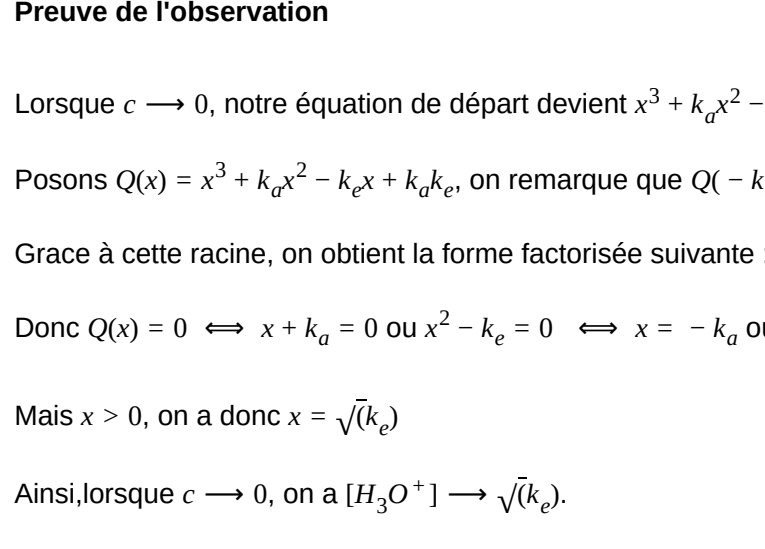 Preuve de l'observation
Lorsque c ⟶ 0, notre équation de départ devient x³ + kₐx² −
Posons Q(x) = x³ + kₐx² − kₑx + kₐkₑ, on remarque que Q( − k
Grace à cette racine, on obtient la forme factorisée suivante :
Donc Q(x) = 0 ⟺ x + kₐ = 0 ou x² − kₑ = 0 ⟺ x = − kₐ ou
Mais x > 0, on a donc x = √(kₑ)
Ainsi,lorsque c ⟶ 0, on a [H₃O⁺] ⟶ √(kₑ).